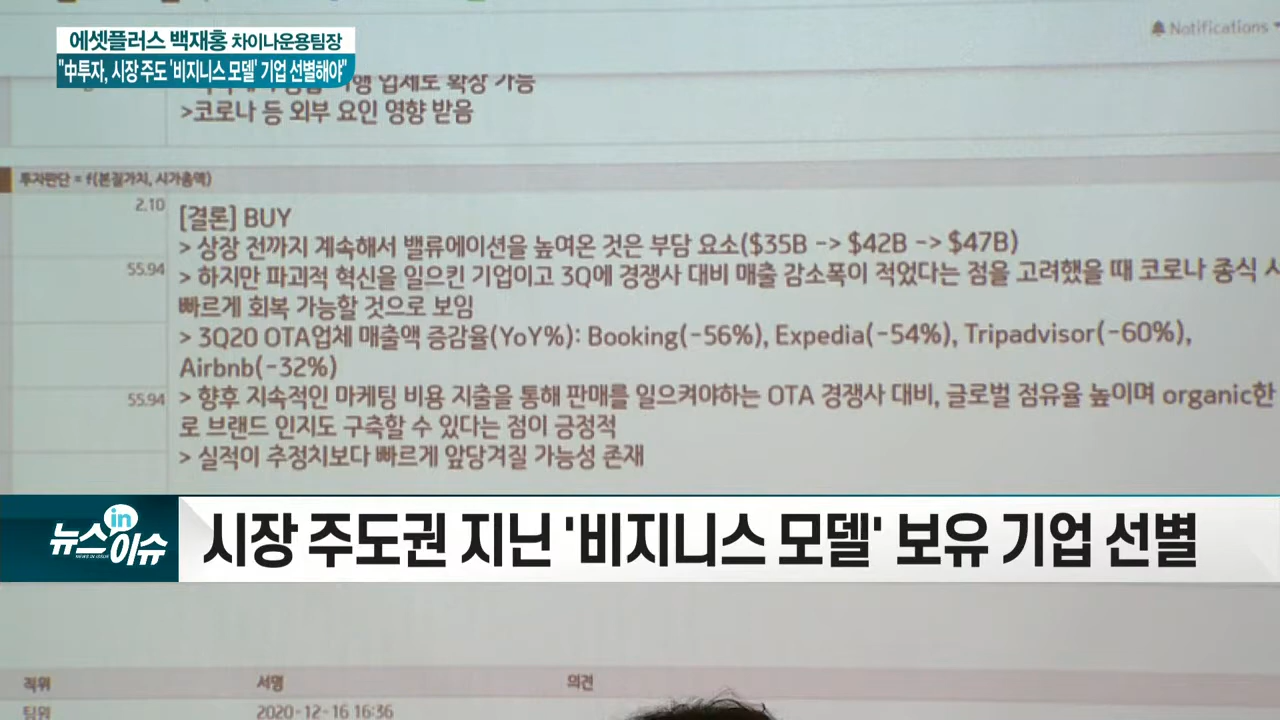 에셋플러스 백재홍 차이나운용팀장
"中투자, 시장 주도 '비지니스 모델' 기업 선별해야"
Notifications
업체도 확장 가능
>코로나 등 외부 요인 영향 받음
투자판단 = f(본질가치, 시가총액)
2.10
[결론] BUY
> 상장 전까지 계속해서 밸류에이션을 높여온 것은 부담 요소($35B -> $42B -> $47B)
55.94
> 하지만 파괴적 혁신을 일으킨 기업이고 3Q에 경쟁사 대비 매출 감소폭이 적었다는 점을 고려했을 때 코로나 종식 시
빠르게 회복 가능할 것으로 보임
> 3Q20 OTA업체 매출액 증감율(YoY%): Booking(-56%), Expedia(-54%), Tripadvisor(-60%),
Airbnb(-32%)
55.94
> 향후 지속적인 마케팅 비용 지출을 통해 판매를 일으켜야하는 OTA 경쟁사 대비, 글로벌 점유율 높이며 organic한
로 브랜드 인지도 구축할 수 있다는 점이 긍정적
> 실적이 추정치보다 빠르게 앞당겨질 가능성 존재
뉴스in이슈
NEWS IN ISSUE
시장 주도권 지닌 '비지니스 모델' 보유 기업 선별
직위 서명 의견
팀원 2020-12-16 16:36